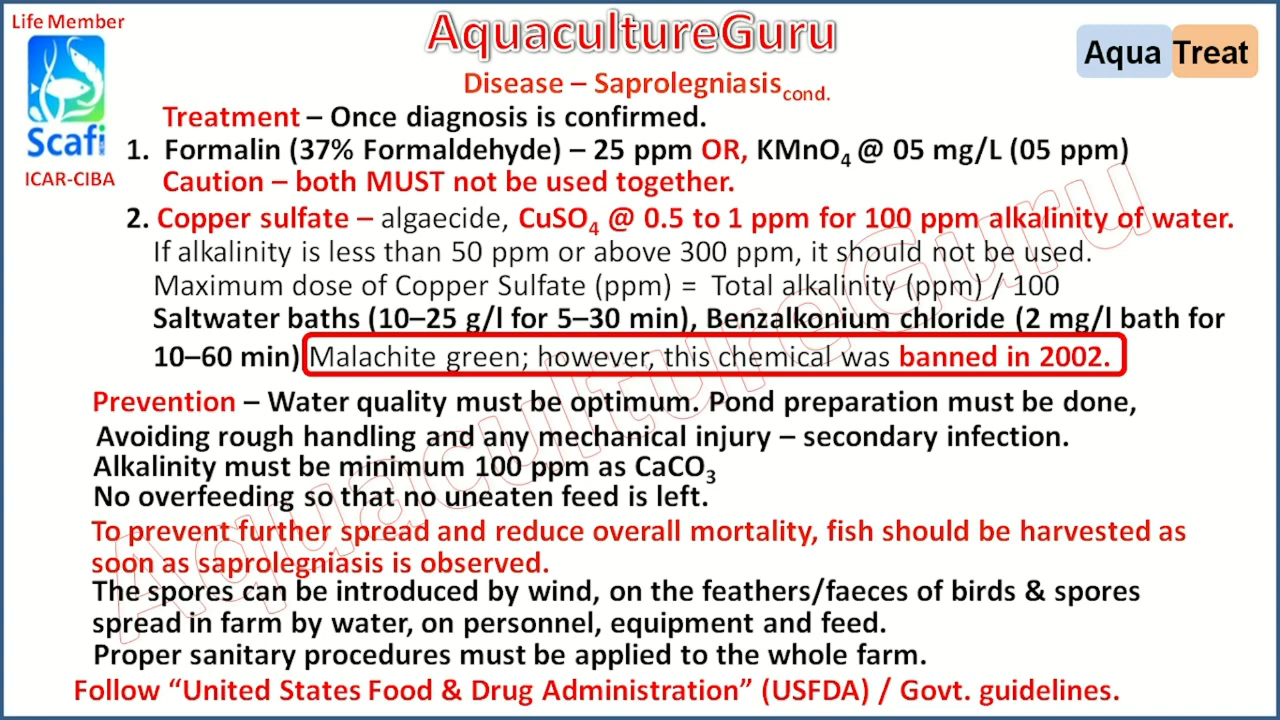 Life Member
AquacultureGuru
Aqua Treat
Scafi
ICAR-CIBA
Disease – Saprolegniasis cond.
Treatment – Once diagnosis is confirmed.
1. Formalin (37% Formaldehyde) – 25 ppm OR, KMnO4 @ 05 mg/L (05 ppm)
Caution – both MUST not be used together.
2. Copper sulfate – algaecide, CuSO4 @ 0.5 to 1 ppm for 100 ppm alkalinity of water.
If alkalinity is less than 50 ppm or above 300 ppm, it should not be used.
Maximum dose of Copper Sulfate (ppm) = Total alkalinity (ppm) / 100
Saltwater baths (10–25 g/l for 5–30 min), Benzalkonium chloride (2 mg/l bath for
10–60 min) Malachite green; however, this chemical was banned in 2002.
Prevention – Water quality must be optimum. Pond preparation must be done,
Avoiding rough handling and any mechanical injury – secondary infection.
Alkalinity must be minimum 100 ppm as CaCO3
No overfeeding so that no uneaten feed is left.
To prevent further spread and reduce overall mortality, fish should be harvested as
soon as saprolegniasis is observed.
The spores can be introduced by wind, on the feathers/faeces of birds & spores
spread in farm by water, on personnel, equipment and feed.
Proper sanitary procedures must be applied to the whole farm.
Follow “United States Food & Drug Administration” (USFDA) / Govt. guidelines.
AquacultureGuru